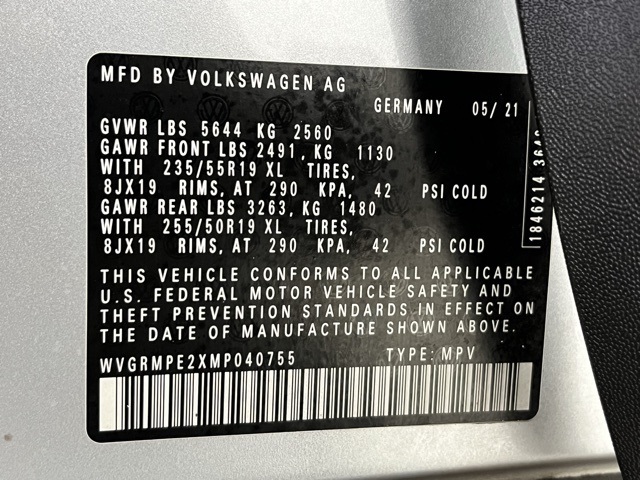 MFD BY VOLKSWAGEN AG
GERMANY 05/ 21
GVWR LBS 5644 KG 2560
GAWR FRONT LBS 2491, KG 1130
WITH 235/55R19 XL TIRES,
8JX19 RIMS, AT 290 KPA, 42 PSI COLD
GAWR REAR LBS 3263, KG 1480
WITH 255/50R19 XL TIRES,
8JX19 RIMS, AT 290 KPA, 42 PSI COLD
THIS VEHICLE CONFORMS TO ALL APPLICABLE
U.S. FEDERAL MOTOR VEHICLE SAFETY AND
THEFT PREVENTION STANDARDS IN EFFECT ON
THE DATE OF MANUFACTURE SHOWN ABOVE.
WVGRMPE2XMP040755 TYPE: MPV
1846214